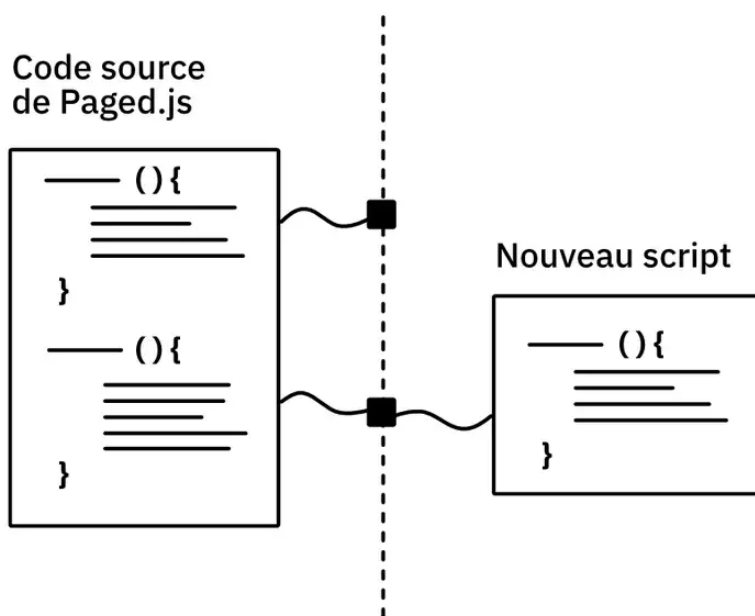 Code source
de Paged.js
( ) {
}
( ) {
}
Nouveau script
( ) {
}